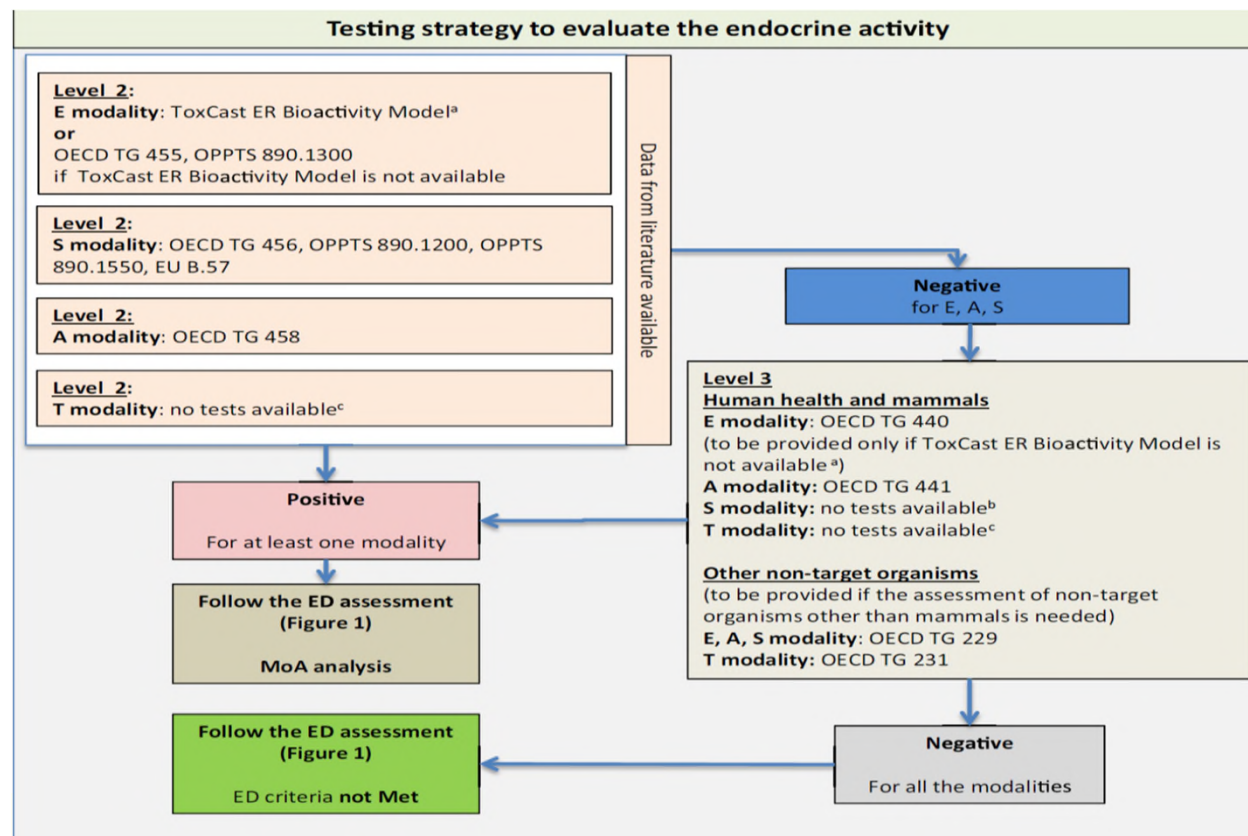 Testing strategy to evaluate the endocrine activity
Level 2:
E modality: ToxCast ER Bioactivity Modelᵃ
or
OECD TG 455, OPPTS 890.1300
if ToxCast ER Bioactivity Model is not available
Level 2:
S modality: OECD TG 456, OPPTS 890.1200, OPPTS
890.1550, EU B.57
Level 2:
A modality: OECD TG 458
Level 2:
T modality: no tests availableᶜ
Data from literature available
Negative
for E, A, S
Level 3
Human health and mammals
E modality: OECD TG 440
(to be provided only if ToxCast ER Bioactivity Model is
not available ᵃ)
A modality: OECD TG 441
S modality: no tests availableᵇ
T modality: no tests availableᶜ
Other non-target organisms
(to be provided if the assessment of non-target
organisms other than mammals is needed)
E, A, S modality: OECD TG 229
T modality: OECD TG 231
Positive
For at least one modality
Follow the ED assessment
(Figure 1)
MoA analysis
Negative
For all the modalities
Follow the ED assessment
(Figure 1)
ED criteria not Met